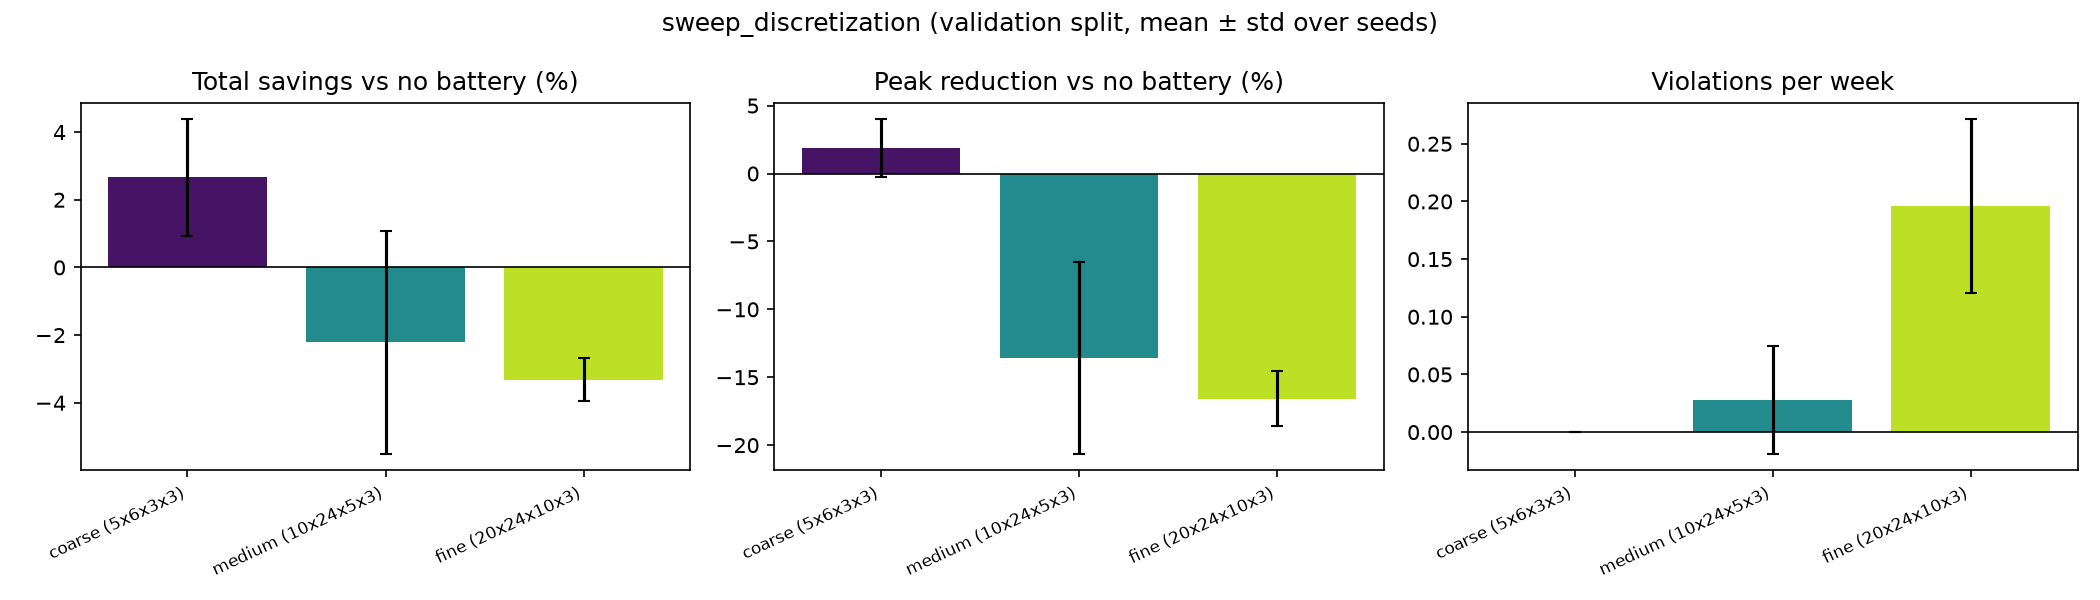 sweep_discretization (validation split, mean ± std over seeds)
Total savings vs no battery (%)
4
2
0
−2
−4
coarse (5x6x3x3)
medium (10x24x5x3)
fine (20x24x10x3)
Peak reduction vs no battery (%)
5
0
−5
−10
−15
−20
coarse (5x6x3x3)
medium (10x24x5x3)
fine (20x24x10x3)
Violations per week
0.25
0.20
0.15
0.10
0.05
0.00
coarse (5x6x3x3)
medium (10x24x5x3)
fine (20x24x10x3)